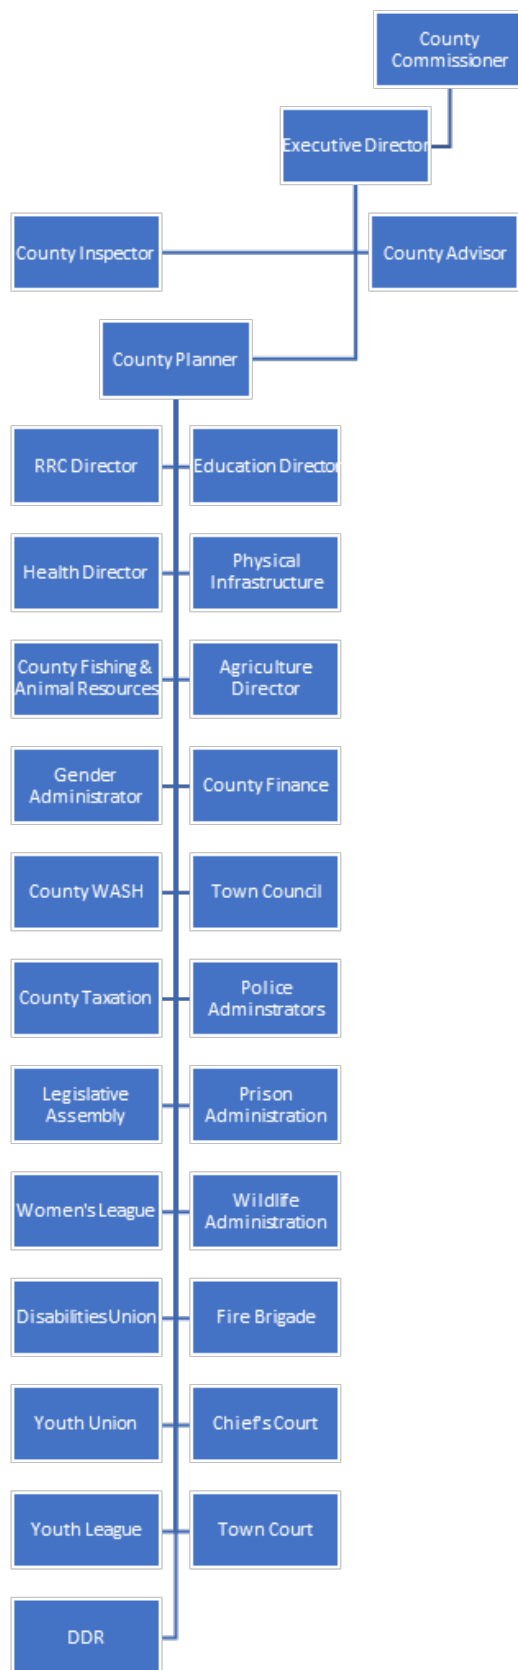 County
Commissioner
Executive Director
County Inspector
County Advisor
County Planner
RRC Director
Education Director
Health Director
Physical
Infrastructure
County Fishing &
Animal Resources
Agriculture
Director
Gender
Administrator
County Finance
County WASH
Town Council
County Taxation
Police
Adminstrators
Legislative
Assembly
Prison
Administration
Women's League
Wildlife
Administration
Disabilities Union
Fire Brigade
Youth Union
Chief's Court
Youth League
Town Court
DDR